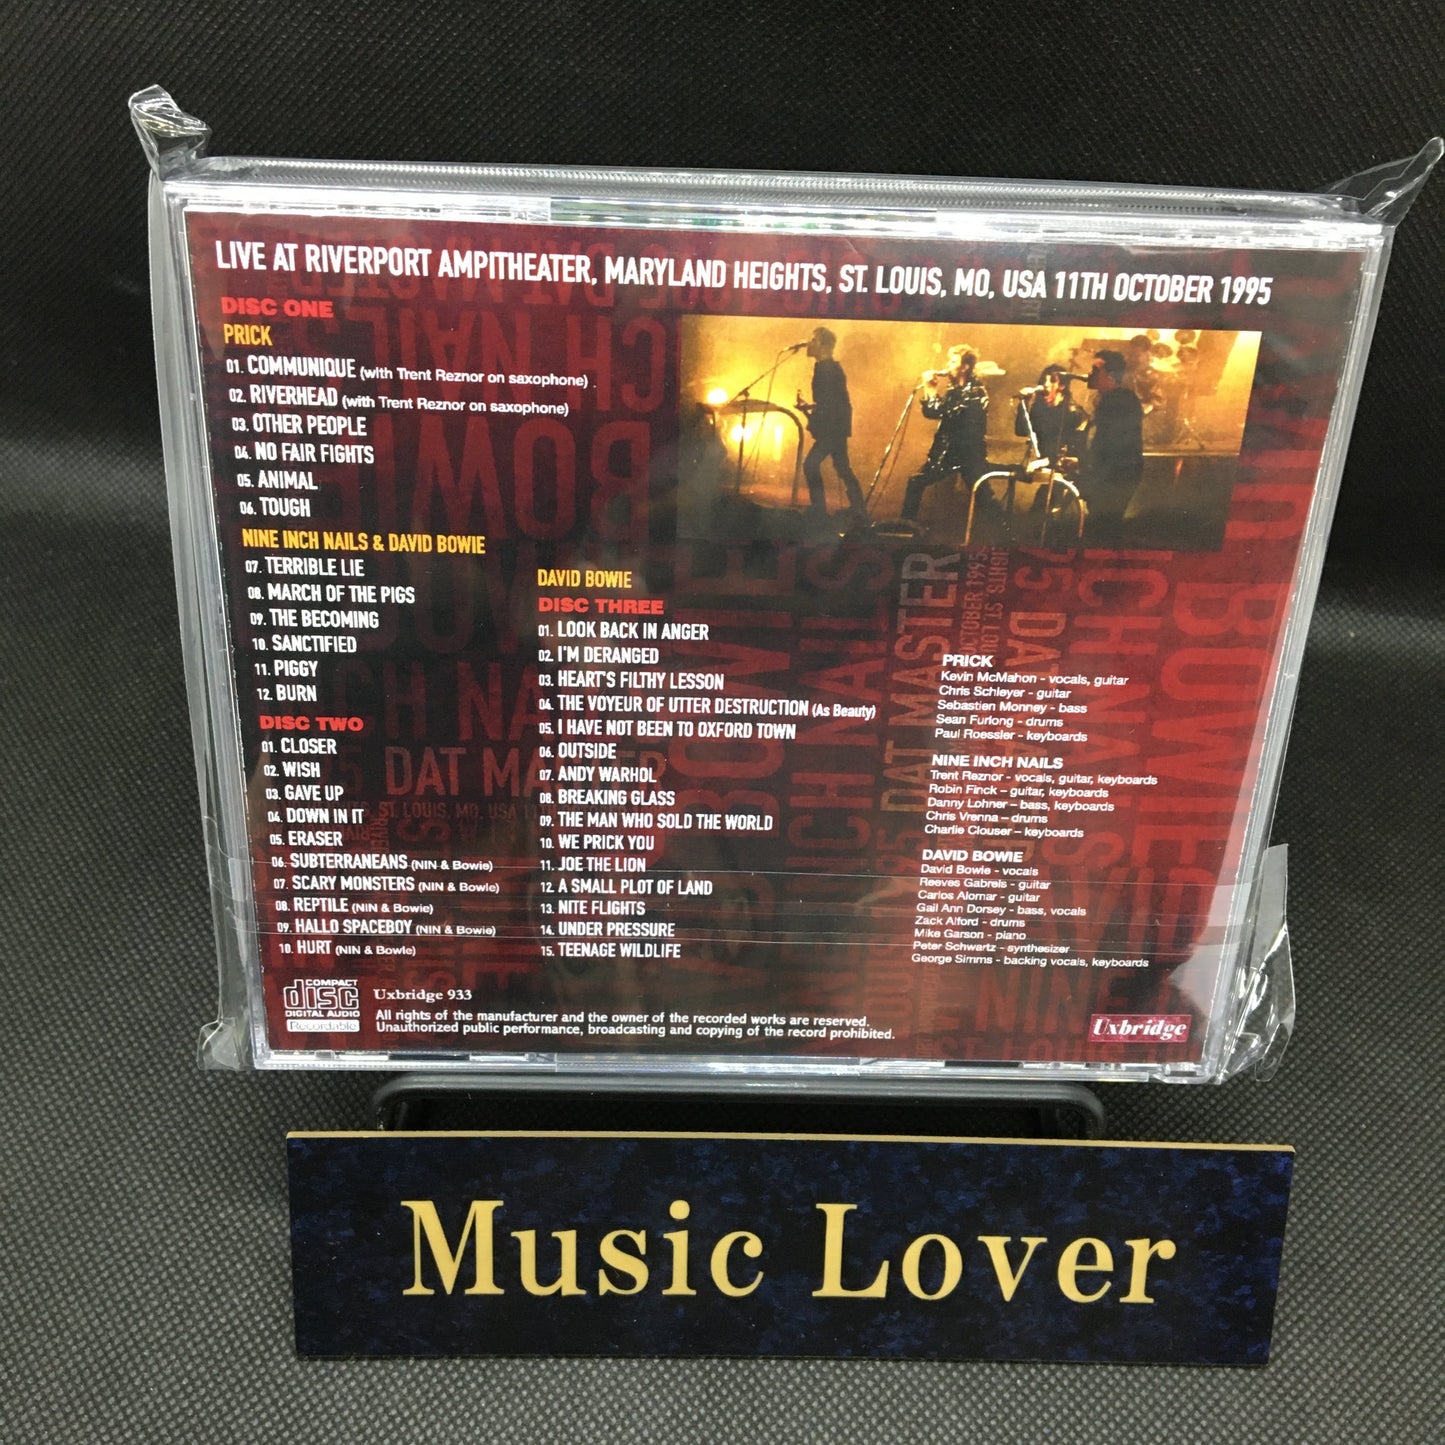 LIVE AT RIVERPORT AMPITHEATER, MARYLAND HEIGHTS, ST. LOUIS, MO, USA 11TH OCTOBER 1995
DISC ONE
PRICK
01. COMMUNIQUE (with Trent Reznor on saxophone)
02. RIVERHEAD (with Trent Reznor on saxophone)
03. OTHER PEOPLE
04. NO FAIR FIGHTS
05. ANIMAL
06. TOUGH
NINE INCH NAILS & DAVID BOWIE
07. TERRIBLE LIE
08. MARCH OF THE PIGS
09. THE BECOMING
10. SANCTIFIED
11. PIGGY
12. BURN
DISC TWO
01. CLOSER
02. WISH
03. GAVE UP
04. DOWN IN IT
05. ERASER
06. SUBTERRANEANS (NIN & Bowie)
07. SCARY MONSTERS (NIN & Bowie)
08. REPTILE (NIN & Bowie)
09. HALLO SPACEBOY (NIN & Bowie)
10. HURT (NIN & Bowie)
DAVID BOWIE
DISC THREE
01. LOOK BACK IN ANGER
02. I'M DERANGED
03. HEART'S FILTHY LESSON
04. THE VOYEUR OF UTTER DESTRUCTION (As Beauty)
05. I HAVE NOT BEEN TO OXFORD TOWN
06. OUTSIDE
07. ANDY WARHOL
08. BREAKING GLASS
09. THE MAN WHO SOLD THE WORLD
10. WE PRICK YOU
11. JOE THE LION
12. A SMALL PLOT OF LAND
13. NITE FLIGHTS
14. UNDER PRESSURE
15. TEENAGE WILDLIFE
PRICK
Kevin McMahon - vocals, guitar
Chris Schleyer - guitar
Sebastien Monney - bass
Sean Furlong - drums
Paul Roessler - keyboards
NINE INCH NAILS
Trent Reznor - vocals, guitar, keyboards
Robin Finck – guitar, keyboards
Danny Lohner – bass, keyboards
Chris Vrenna – drums
Charlie Clouser – keyboards
DAVID BOWIE
David Bowie - vocals
Reeves Gabrels - guitar
Carlos Alomar - guitar
Gail Ann Dorsey - bass, vocals
Zack Alford - drums
Mike Garson - piano
Peter Schwartz - synthesizer
George Simms - backing vocals, keyboards
COMPACT
disc
DIGITAL AUDIO
Recordable
Uxbridge 933
All rights of the manufacturer and the owner of the recorded works are reserved.
Unauthorized public performance, broadcasting and copying of the record prohibited.
Uxbridge
DAT MASTER
Music Lover